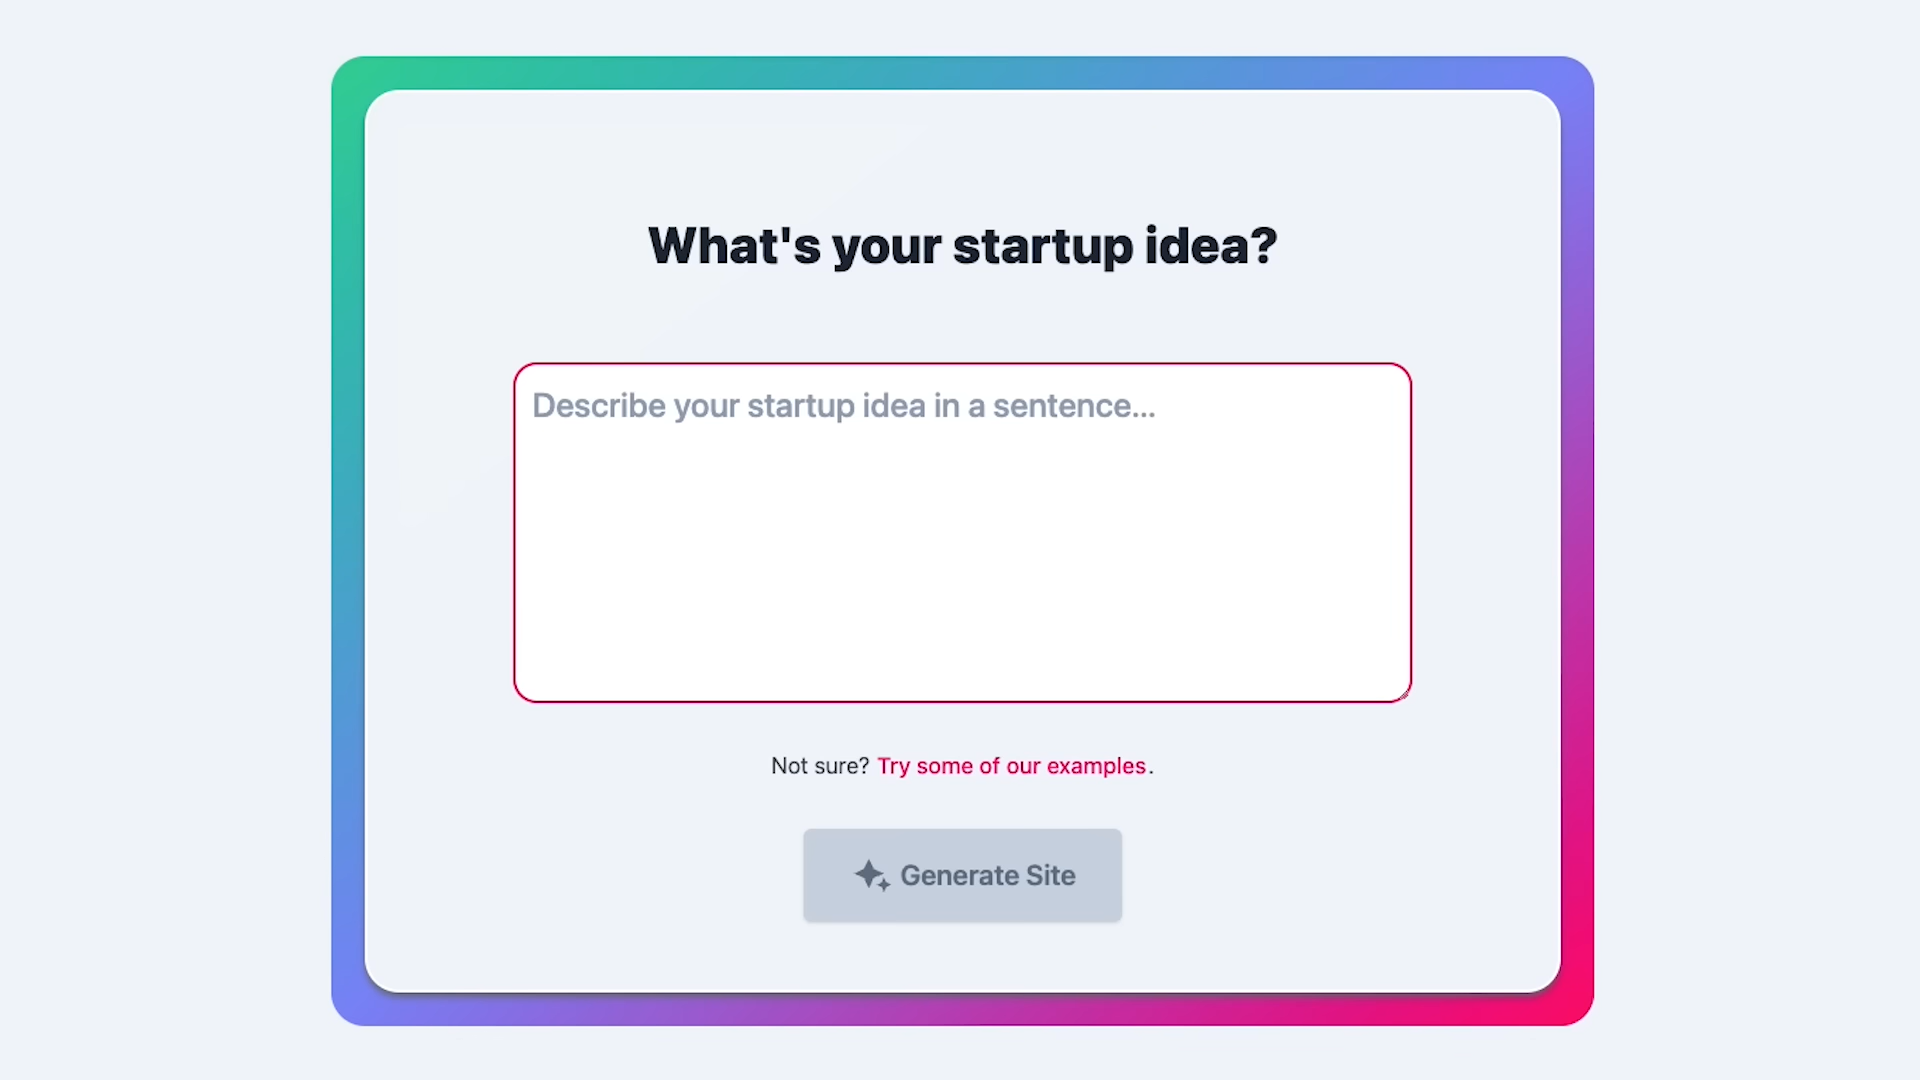 What's your startup idea?
Describe your startup idea in a sentence...
Not sure? Try some of our examples.
Generate Site